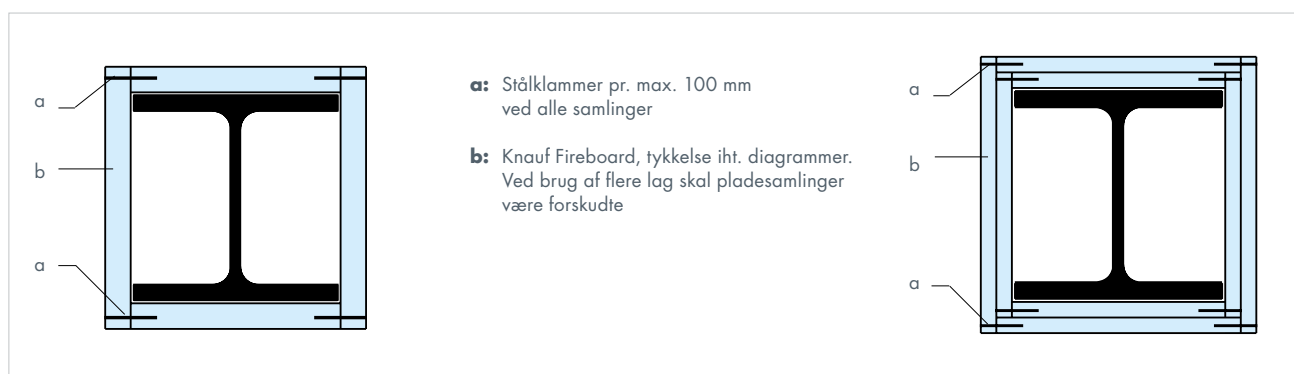 a
b
a
a: Stålklammer pr. max. 100 mm
ved alle samlinger
b: Knauf Fireboard, tykkelse iht. diagrammer.
Ved brug af flere lag skal pladesamlinger
være forskudte
a
b
a